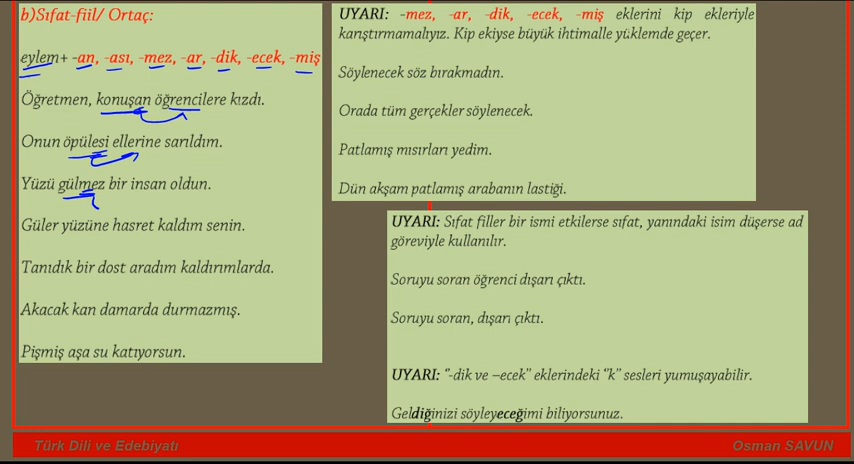 b)Sıfat-fiil/ Ortaç:
eylem+ -an, -ası, -mez, -ar, -dik, -ecek, -miş
Öğretmen, konuşan öğrencilere kızdı.
Onun öpülesi ellerine sarıldım.
Yüzü gülmez bir insan oldun.
Güler yüzüne hasret kaldım senin.
Tanıdık bir dost aradım kaldırımlarda.
Akacak kan damarda durmazmış.
Pişmiş aşa su katıyorsun.
UYARI: -mez, -ar, -dik, -ecek, -miş eklerini kip ekleriyle
karıştırmamalıyız. Kip ekiyse büyük ihtimalle yüklemde geçer.
Söylenecek söz bırakmadın.
Orada tüm gerçekler söylenecek.
Patlamış mısırları yedim.
Dün akşam patlamış arabanın lastiği.
UYARI: Sıfat filler bir ismi etkilerse sıfat, yanındaki isim düşerse ad
göreviyle kullanılır.
Soruyu soran öğrenci dışarı çıktı.
Soruyu soran, dışarı çıktı.
UYARI: "-dik ve –ecek" eklerindeki "k" sesleri yumuşayabilir.
Geldiğinizi söyleyeceğimi biliyorsunuz.
Türk Dili ve Edebiyatı
Osman SAVUN